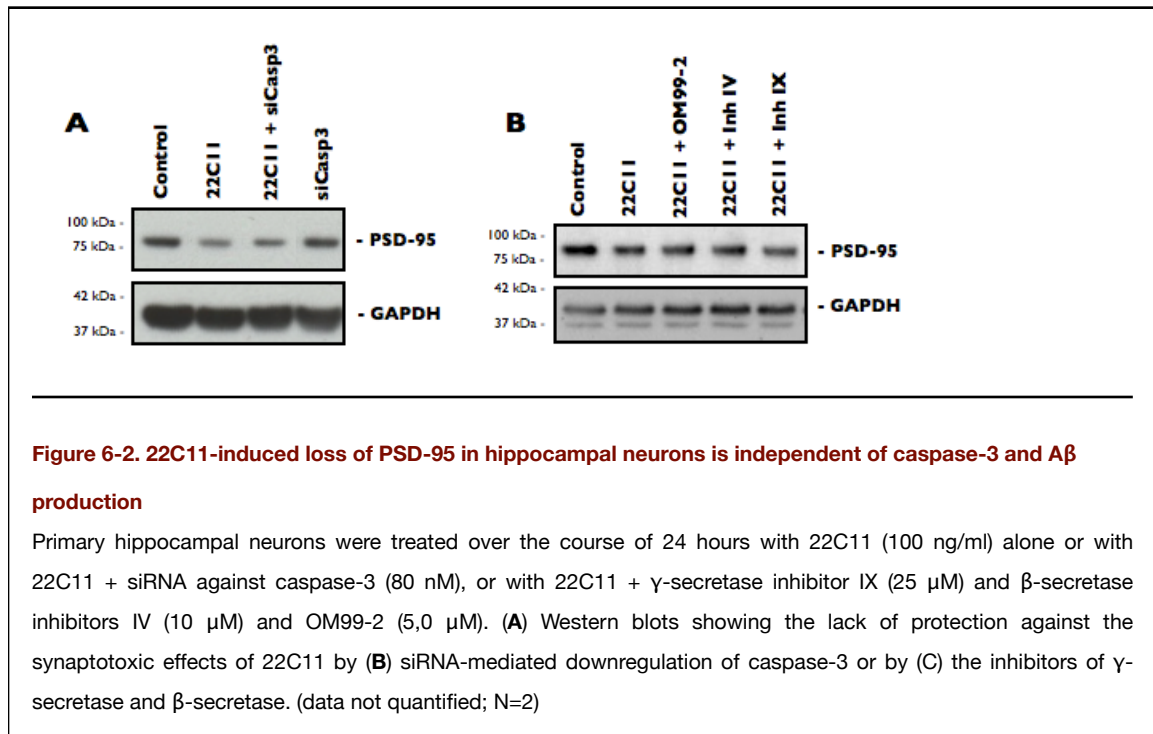 A
Control
22C11
22C11 + siCasp3
siCasp3
100 kDa -
75 kDa -
- PSD-95
42 kDa -
37 kDa -
- GAPDH
B
Control
22C11
22C11 + OM99-2
22C11 + Inh IV
22C11 + Inh IX
100 kDa -
75 kDa -
- PSD-95
42 kDa -
37 kDa -
- GAPDH
Figure 6-2. 22C11-induced loss of PSD-95 in hippocampal neurons is independent of caspase-3 and Aβ
production
Primary hippocampal neurons were treated over the course of 24 hours with 22C11 (100 ng/ml) alone or with
22C11 + siRNA against caspase-3 (80 nM), or with 22C11 + γ-secretase inhibitor IX (25 μM) and β-secretase
inhibitors IV (10 μM) and OM99-2 (5,0 μM). (A) Western blots showing the lack of protection against the
synaptotoxic effects of 22C11 by (B) siRNA-mediated downregulation of caspase-3 or by (C) the inhibitors of γ-
secretase and β-secretase. (data not quantified; N=2)